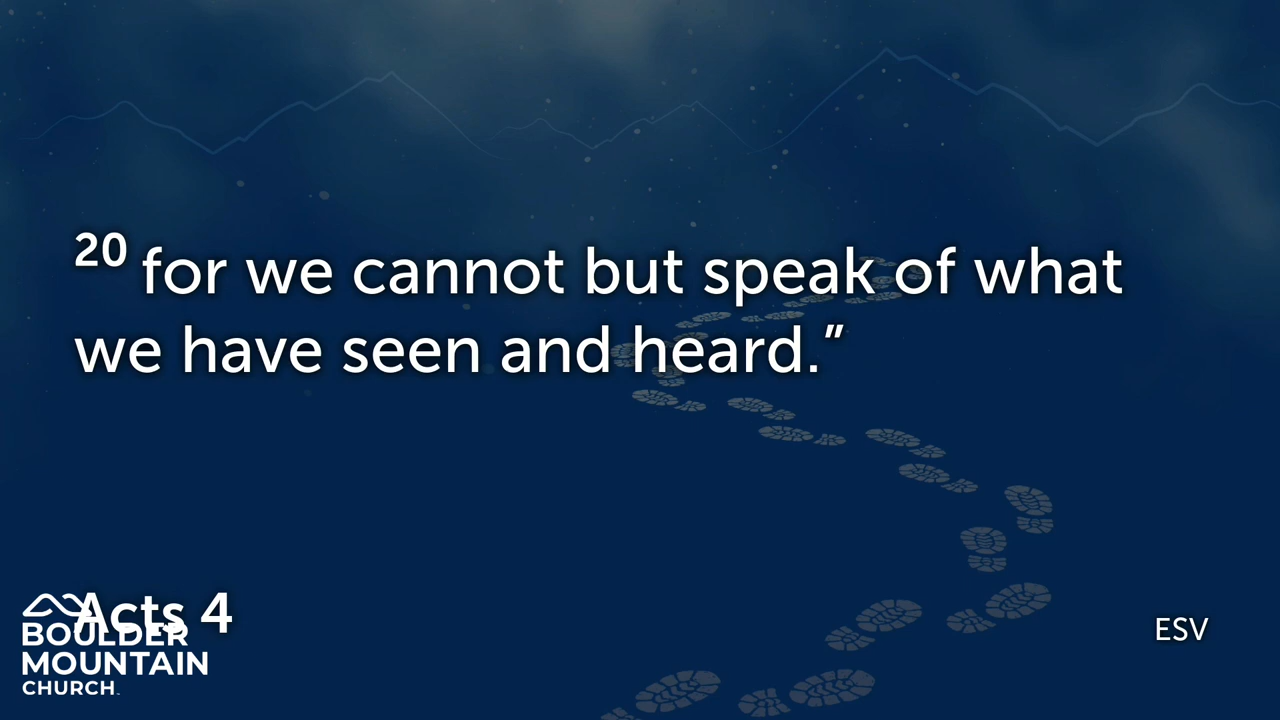 20 for we cannot but speak of what
we have seen and heard.”
Acts 4
BOULDER
MOUNTAIN
CHURCH
ESV